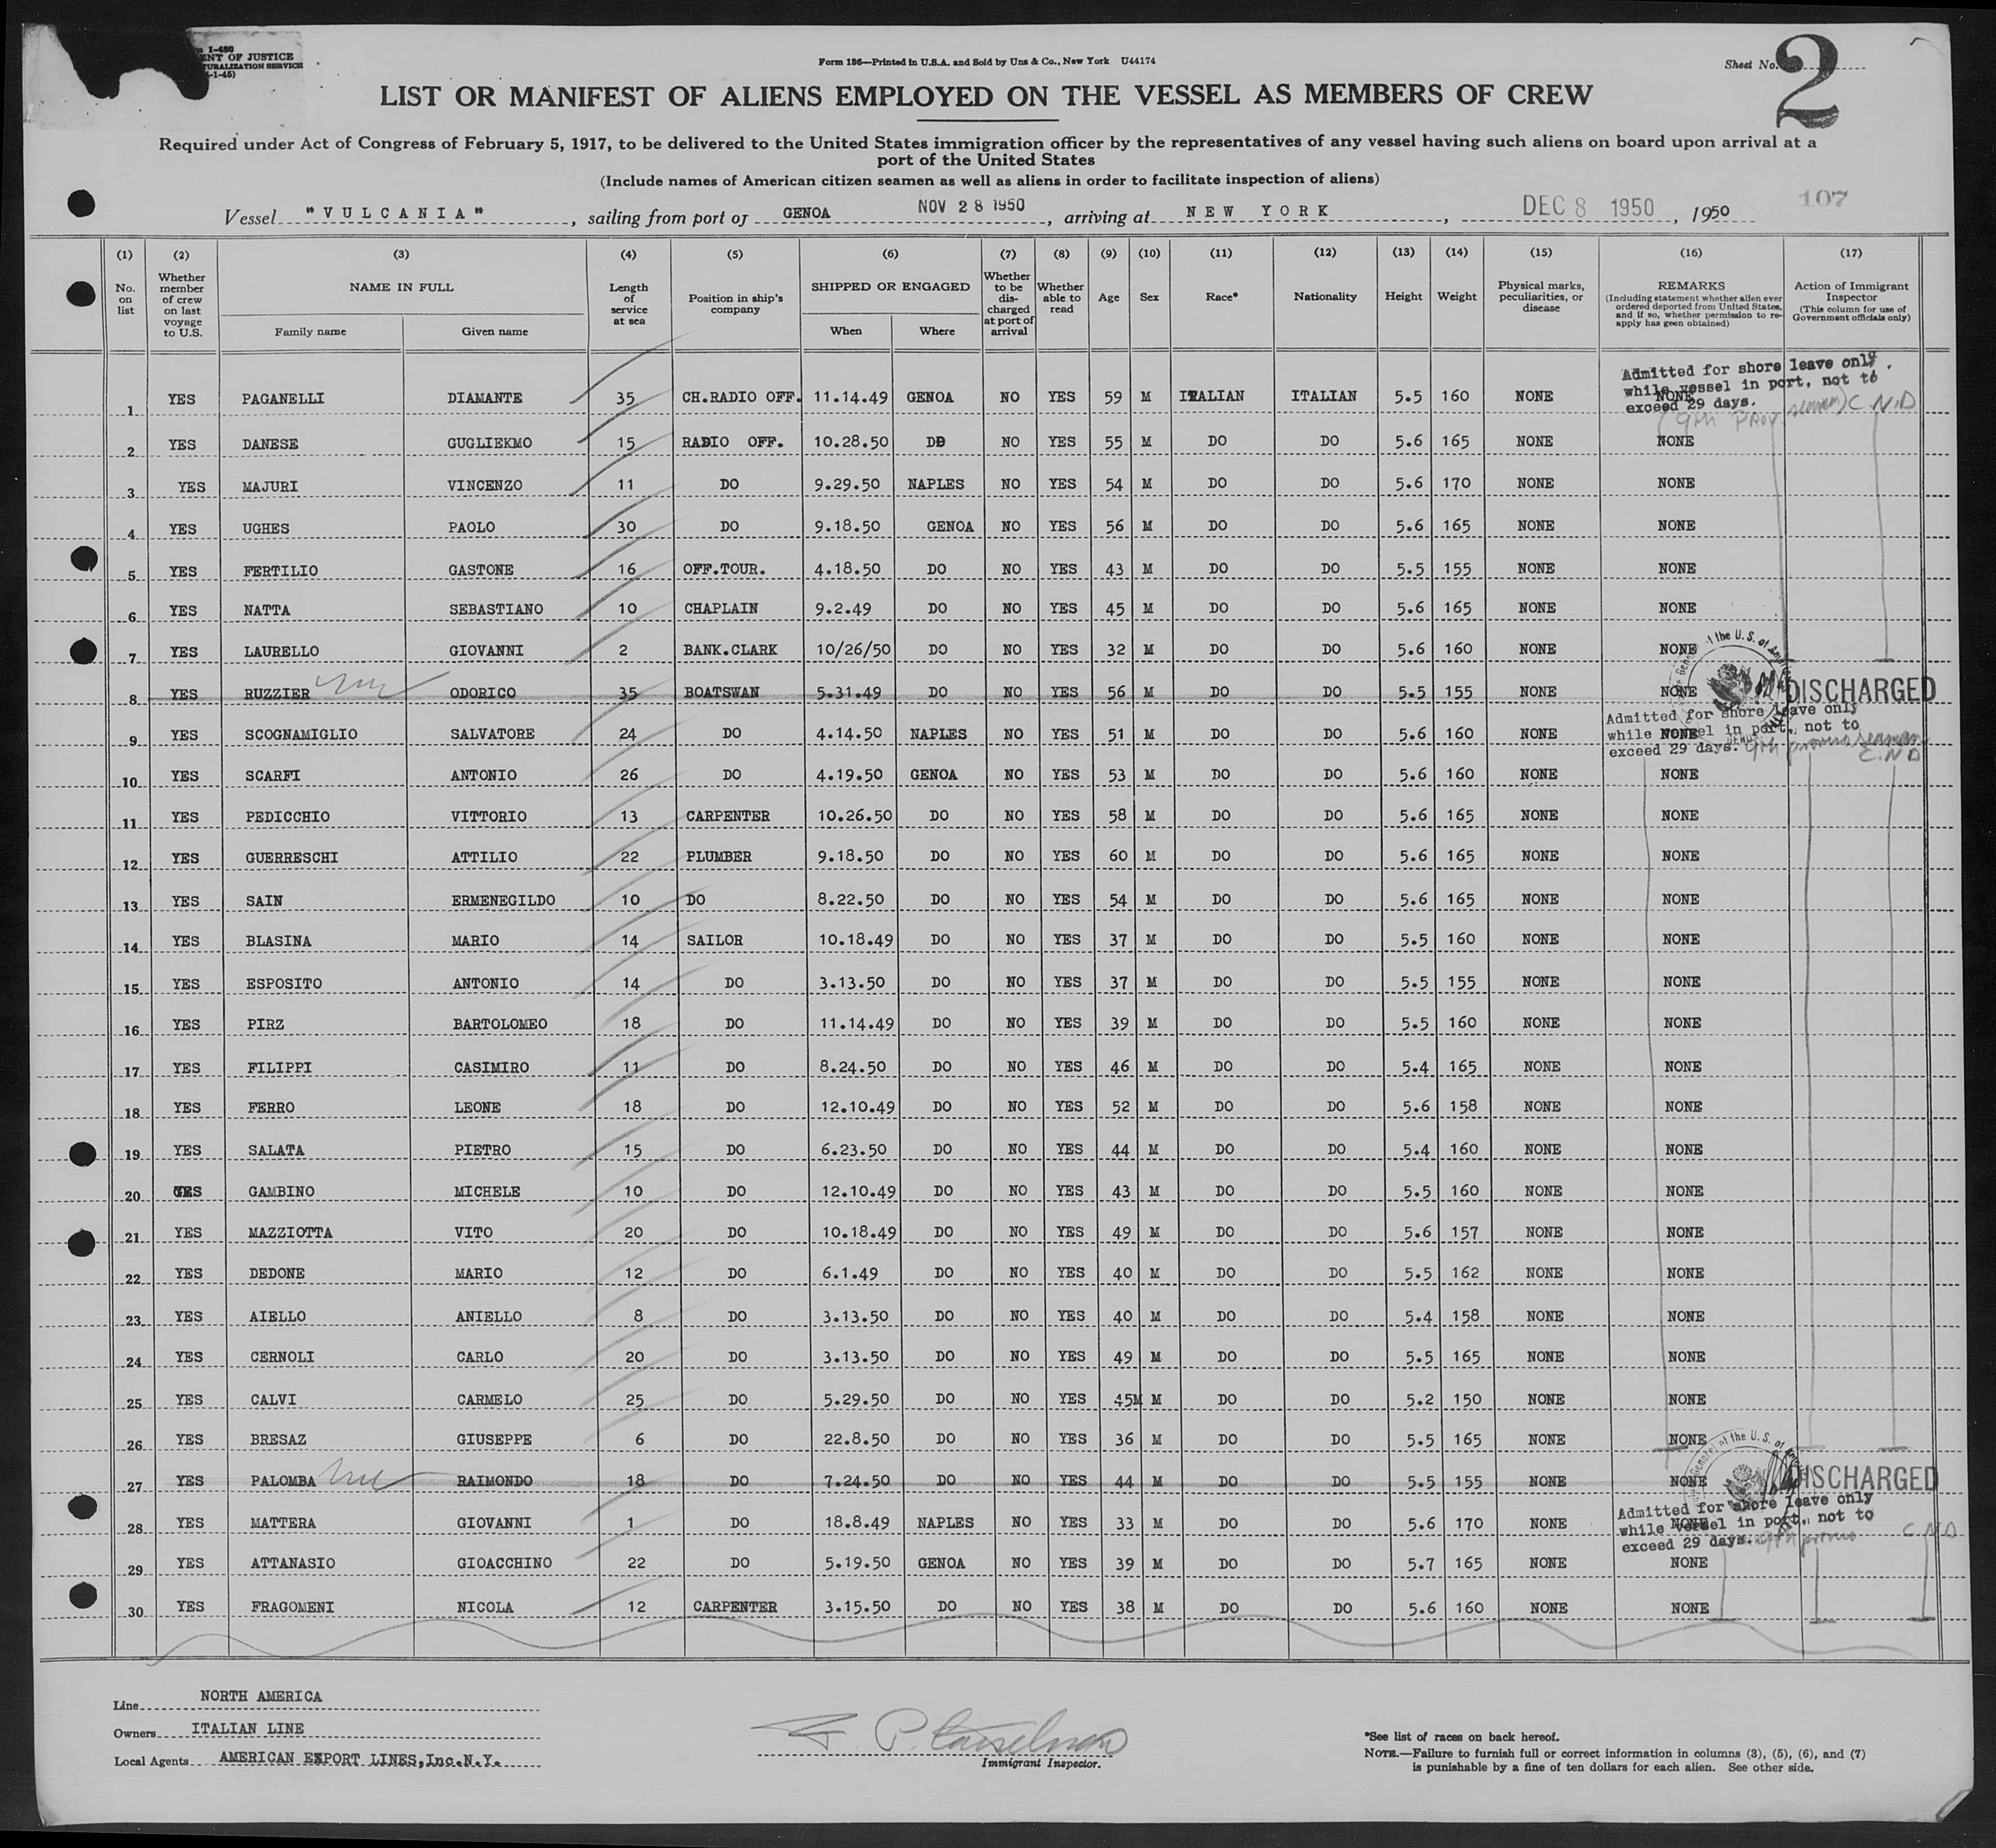 I-480
ENT OF JUSTICE
TURALIZATION SERVICE
-1-45)
Form 186—Printed in U.S.A. and Sold by Unz & Co., New York U44174
Sheet No. 2
LIST OR MANIFEST OF ALIENS EMPLOYED ON THE VESSEL AS MEMBERS OF CREW
Required under Act of Congress of February 5, 1917, to be delivered to the United States immigration officer by the representatives of any vessel having such aliens on board upon arrival at a
port of the United States
(Include names of American citizen seamen as well as aliens in order to facilitate inspection of aliens)
Vessel "VULCANIA", sailing from port of GENOA NOV 28 1950, arriving at NEW YORK, DEC 8 1950, 1950 107
(1) No. on list
(2) Whether member of crew on last voyage to U.S.
(3) NAME IN FULL Family name Given name
(4) Length of service at sea
(5) Position in ship's company
(6) SHIPPED OR ENGAGED When Where
(7) Whether to be discharged at port of arrival
(8) Whether able to read
(9) Age
(10) Sex
(11) Race*
(12) Nationality
(13) Height
(14) Weight
(15) Physical marks, peculiarities, or disease
(16) REMARKS (Including statement whether alien ever ordered deported from United States, and if so, whether permission to re-apply has geen obtained)
(17) Action of Immigrant Inspector (This column for use of Government officials only)
Admitted for shore leave only
while vessel in port, not to
exceed 29 days. (9th Prov. seaman) C.N.D
1 YES PAGANELLI DIAMANTE 35 CH.RADIO OFF. 11.14.49 GENOA NO YES 59 M ITALIAN ITALIAN 5.5 160 NONE NONE
2 YES DANESE GUGLIEKMO 15 RADIO OFF. 10.28.50 DO NO YES 55 M DO DO 5.6 165 NONE NONE
3 YES MAJURI VINCENZO 11 DO 9.29.50 NAPLES NO YES 54 M DO DO 5.6 170 NONE NONE
4 YES UGHES PAOLO 30 DO 9.18.50 GENOA NO YES 56 M DO DO 5.6 165 NONE NONE
5 YES FERTILIO GASTONE 16 OFF.TOUR. 4.18.50 DO NO YES 43 M DO DO 5.5 155 NONE NONE
6 YES NATTA SEBASTIANO 10 CHAPLAIN 9.2.49 DO NO YES 45 M DO DO 5.6 165 NONE NONE
7 YES LAURELLO GIOVANNI 2 BANK.CLARK 10/26/50 DO NO YES 32 M DO DO 5.6 160 NONE NONE
8 YES RUZZIER ODORICO 35 BOATSWAN 5.31.49 DO NO YES 56 M DO DO 5.5 155 NONE NONE DISCHARGED
Admitted for shore leave only
while vessel in port, not to
exceed 29 days. 9th proviso seaman C.N.D
9 YES SCOGNAMIGLIO SALVATORE 24 DO 4.14.50 NAPLES NO YES 51 M DO DO 5.6 160 NONE NONE
10 YES SCARFI ANTONIO 26 DO 4.19.50 GENOA NO YES 53 M DO DO 5.6 160 NONE NONE
11 YES PEDICCHIO VITTORIO 13 CARPENTER 10.26.50 DO NO YES 58 M DO DO 5.6 165 NONE NONE
12 YES GUERRESCHI ATTILIO 22 PLUMBER 9.18.50 DO NO YES 60 M DO DO 5.6 165 NONE NONE
13 YES SAIN ERMENEGILDO 10 DO 8.22.50 DO NO YES 54 M DO DO 5.6 165 NONE NONE
14 YES BLASINA MARIO 14 SAILOR 10.18.49 DO NO YES 37 M DO DO 5.5 160 NONE NONE
15 YES ESPOSITO ANTONIO 14 DO 3.13.50 DO NO YES 37 M DO DO 5.5 155 NONE NONE
16 YES PIRZ BARTOLOMEO 18 DO 11.14.49 DO NO YES 39 M DO DO 5.5 160 NONE NONE
17 YES FILIPPI CASIMIRO 11 DO 8.24.50 DO NO YES 46 M DO DO 5.4 165 NONE NONE
18 YES FERRO LEONE 18 DO 12.10.49 DO NO YES 52 M DO DO 5.6 158 NONE NONE
19 YES SALATA PIETRO 15 DO 6.23.50 DO NO YES 44 M DO DO 5.4 160 NONE NONE
20 YES GAMBINO MICHELE 10 DO 12.10.49 DO NO YES 43 M DO DO 5.5 160 NONE NONE
21 YES MAZZIOTTA VITO 20 DO 10.18.49 DO NO YES 49 M DO DO 5.6 157 NONE NONE
22 YES DEDONE MARIO 12 DO 6.1.49 DO NO YES 40 M DO DO 5.5 162 NONE NONE
23 YES AIELLO ANIELLO 8 DO 3.13.50 DO NO YES 40 M DO DO 5.4 158 NONE NONE
24 YES CERNOLI CARLO 20 DO 3.13.50 DO NO YES 49 M DO DO 5.5 165 NONE NONE
25 YES CALVI CARMELO 25 DO 5.29.50 DO NO YES 45M M DO DO 5.2 150 NONE NONE
26 YES BRESAZ GIUSEPPE 6 DO 22.8.50 DO NO YES 36 M DO DO 5.5 165 NONE NONE
27 YES PALOMBA RAIMONDO 18 DO 7.24.50 DO NO YES 44 M DO DO 5.5 155 NONE NONE DISCHARGED
Admitted for shore leave only
while vessel in port, not to
exceed 29 days. 9th proviso C.N.D.
28 YES MATTERA GIOVANNI 1 DO 18.8.49 NAPLES NO YES 33 M DO DO 5.6 170 NONE NONE
29 YES ATTANASIO GIOACCHINO 22 DO 5.19.50 GENOA NO YES 39 M DO DO 5.7 165 NONE NONE
30 YES FRAGOMENI NICOLA 12 CARPENTER 3.15.50 DO NO YES 38 M DO DO 5.6 160 NONE NONE
Line NORTH AMERICA
Owners ITALIAN LINE
Local Agents AMERICAN EXPORT LINES,Inc.N.Y.
Immigrant Inspector.
*See list of races on back hereof.
NOTE.—Failure to furnish full or correct information in columns (3), (5), (6), and (7)
is punishable by a fine of ten dollars for each alien. See other side.